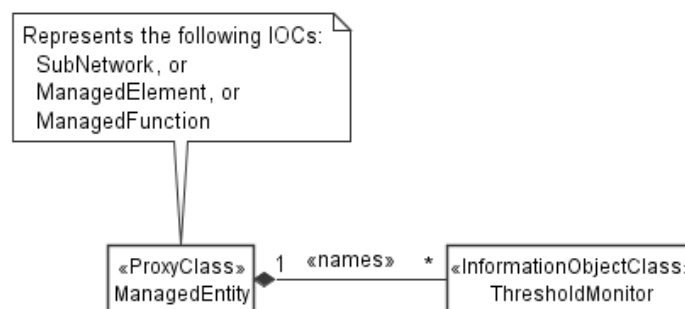 Represents the following IOCs:
SubNetwork, or
ManagedElement, or
ManagedFunction
«ProxyClass»
ManagedEntity
1 «names» *
«InformationObjectClass»
ThresholdMonitor